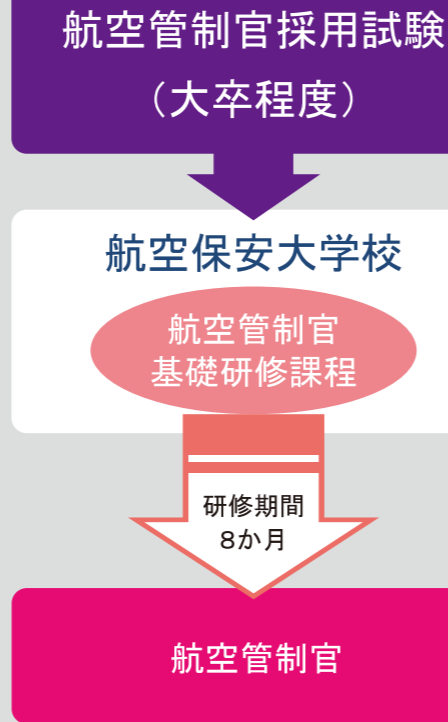 航空管制官採用試験
（大卒程度）
航空保安大学校
航空管制官
基礎研修課程
研修期間
8か月
航空管制官